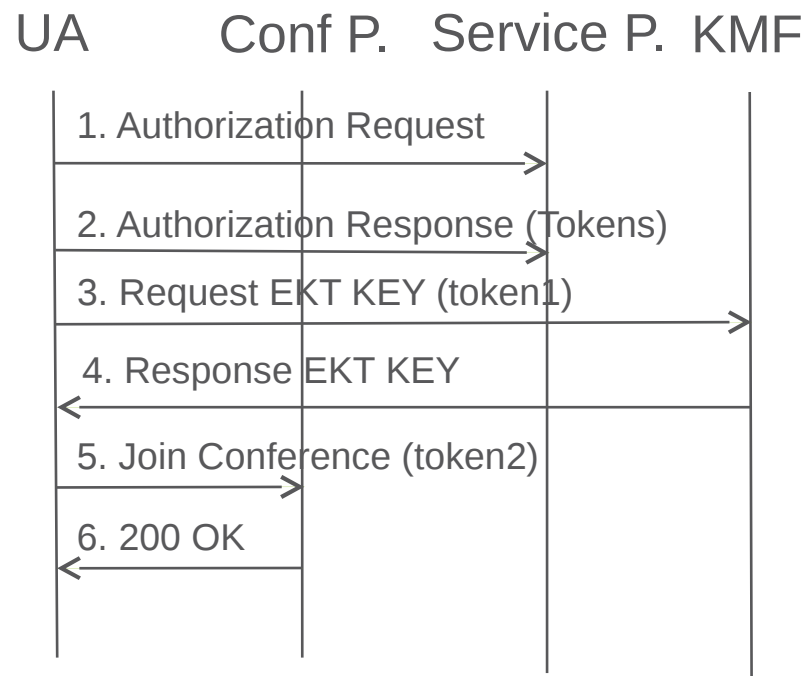 UA Conf P. Service P. KMF
1. Authorization Request
2. Authorization Response (Tokens)
3. Request EKT KEY (token1)
4. Response EKT KEY
5. Join Conference (token2)
6. 200 OK